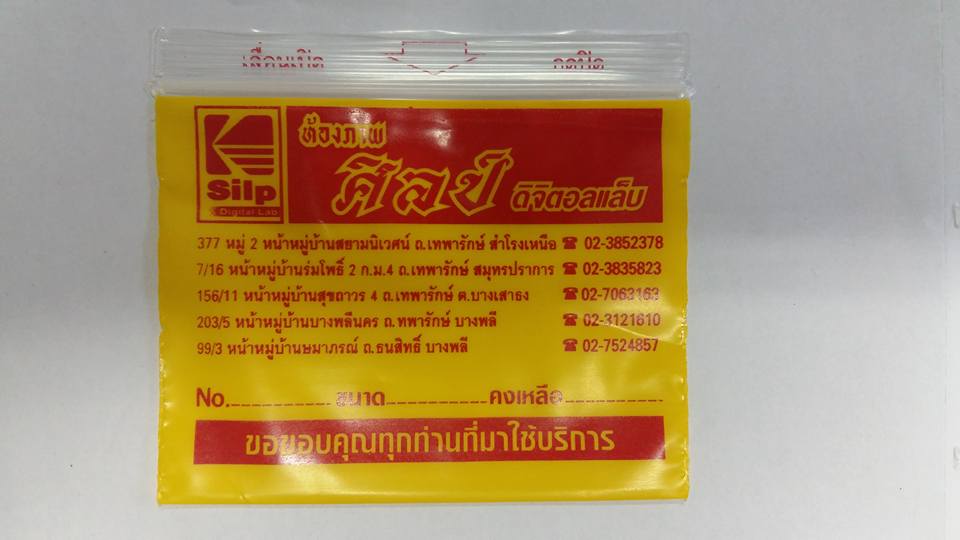 เลื่อนเปิด กดปิด
ห้องภาพ
ศิลป์ ดิจิตอลแล็บ
Silp
Digital Lab
377 หมู่ 2 หน้าหมู่บ้านสยามนิเวศน์ ถ.เทพารักษ์ สำโรงเหนือ ☎ 02-3852378
7/16 หน้าหมู่บ้านร่มโพธิ์ 2 ก.ม.4 ถ.เทพารักษ์ สมุทรปราการ ☎ 02-3835823
156/11 หน้าหมู่บ้านสุขถาวร 4 ถ.เทพารักษ์ ต.บางเสาธง ☎ 02-7063163
203/5 หน้าหมู่บ้านบางพลีนคร ถ.ทพารักษ์ บางพลี ☎ 02-3121610
99/3 หน้าหมู่บ้านษมาภรณ์ ถ.ธนสิทธิ์ บางพลี ☎ 02-7524857
No. ขนาด คงเหลือ
ขอขอบคุณทุกท่านที่มาใช้บริการ